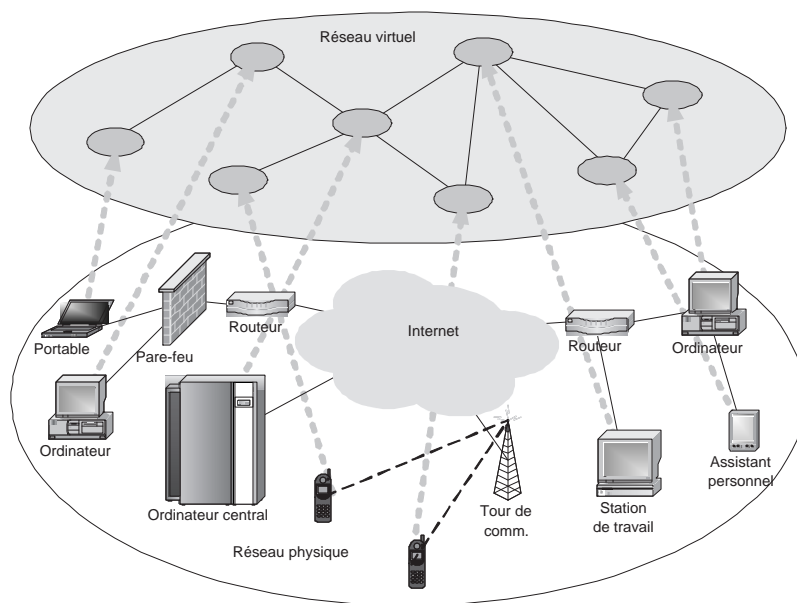 Réseau virtuel
Internet
Portable
Pare-feu
Routeur
Routeur
Ordinateur
Ordinateur
Ordinateur central
Réseau physique
Tour de
comm.
Station
de travail
Assistant
personnel